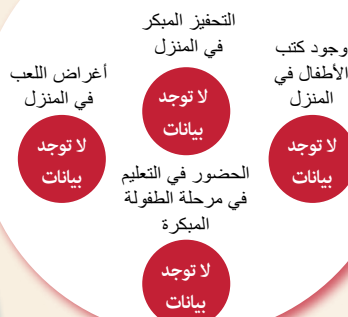 وجود كتب
الأطفال في
المنزل
لا توجد
بيانات
التحفيز المبكر
في المنزل
لا توجد
بيانات
أغراض اللعب
في المنزل
لا توجد
بيانات
الحضور في التعليم
في مرحلة الطفولة
المبكرة
لا توجد
بيانات